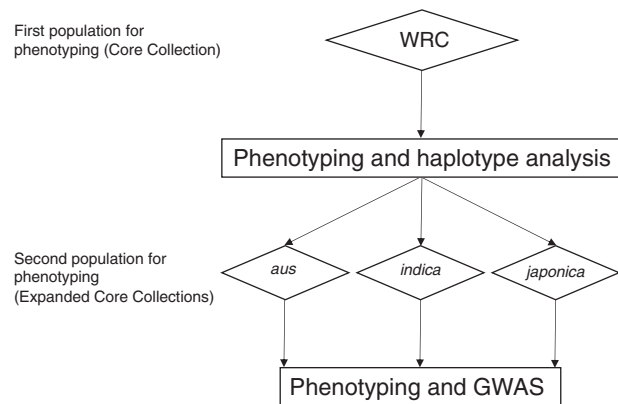 First population for
phenotyping (Core Collection)
WRC
Phenotyping and haplotype analysis
Second population for
phenotyping
(Expanded Core Collections)
aus
indica
japonica
Phenotyping and GWAS